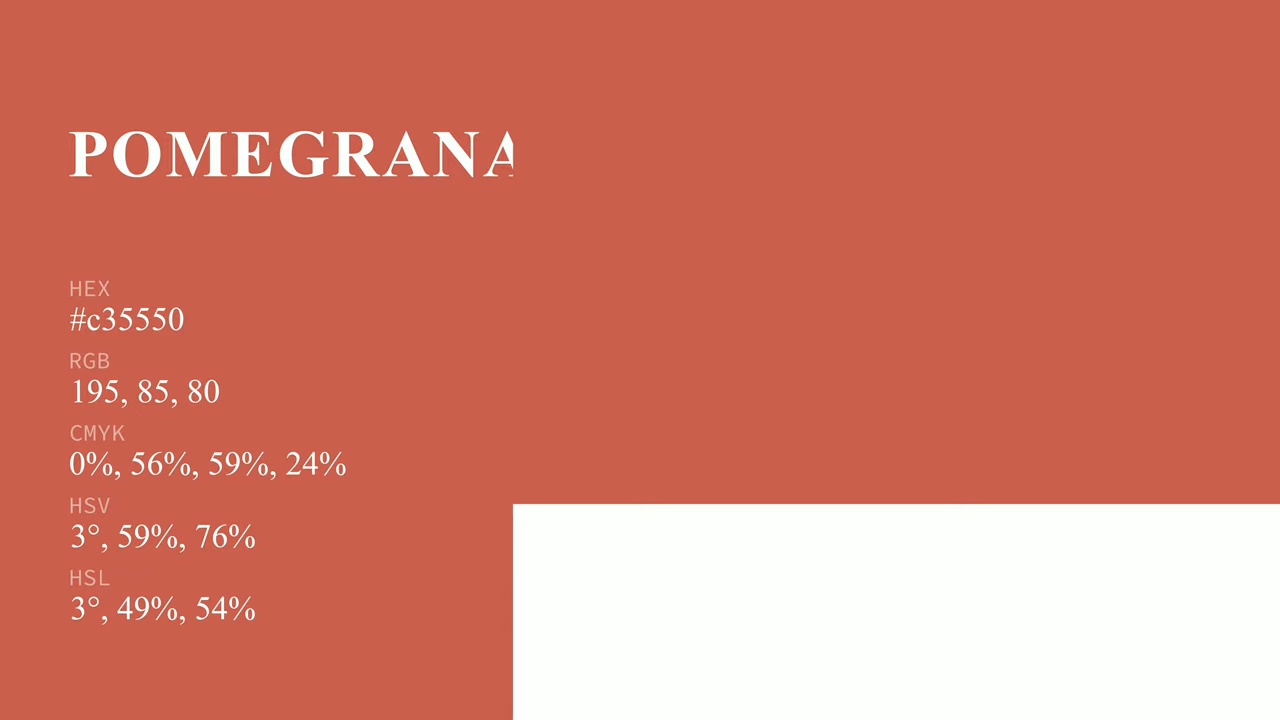 POMEGRANA
HEX
#c35550
RGB
195, 85, 80
CMYK
0%, 56%, 59%, 24%
HSV
3°, 59%, 76%
HSL
3°, 49%, 54%